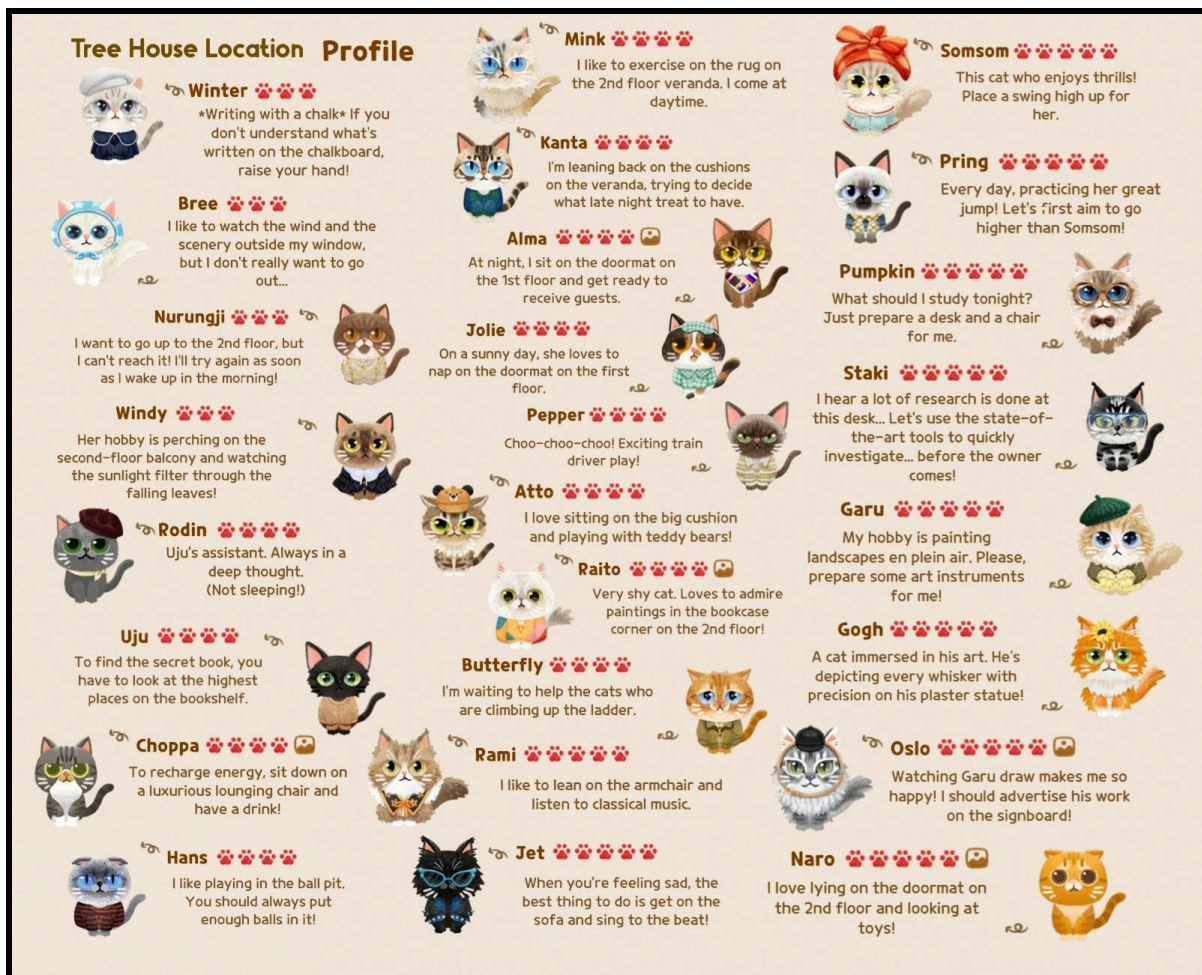 Tree House Location Profile
Winter
*Writing with a chalk* If you
don't understand what's
written on the chalkboard,
raise your hand!
Bree
I like to watch the wind and the
scenery outside my window,
but I don't really want to go
out...
Nurungji
I want to go up to the 2nd floor, but
I can't reach it! I'll try again as soon
as I wake up in the morning!
Windy
Her hobby is perching on the
second-floor balcony and watching
the sunlight filter through the
falling leaves!
Rodin
Uju's assistant. Always in a
deep thought.
(Not sleeping!)
Uju
To find the secret book, you
have to look at the highest
places on the bookshelf.
Choppa
To recharge energy, sit down on
a luxurious lounging chair and
have a drink!
Hans
I like playing in the ball pit.
You should always put
enough balls in it!
Mink
I like to exercise on the rug on
the 2nd floor veranda. I come at
daytime.
Kanta
I'm leaning back on the cushions
on the veranda, trying to decide
what late night treat to have.
Alma
At night, I sit on the doormat on
the 1st floor and get ready to
receive guests.
Jolie
On a sunny day, she loves to
nap on the doormat on the first
floor.
Pepper
Choo-choo-choo! Exciting train
driver play!
Atto
I love sitting on the big cushion
and playing with teddy bears!
Raito
Very shy cat. Loves to admire
paintings in the bookcase
corner on the 2nd floor!
Butterfly
I'm waiting to help the cats who
are climbing up the ladder.
Rami
I like to lean on the armchair and
listen to classical music.
Jet
When you're feeling sad, the
best thing to do is get on the
sofa and sing to the beat!
Somsom
This cat who enjoys thrills!
Place a swing high up for
her.
Pring
Every day, practicing her great
jump! Let's first aim to go
higher than Somsom!
Pumpkin
What should I study tonight?
Just prepare a desk and a chair
for me.
Staki
I hear a lot of research is done at
this desk... Let's use the state-of-
the-art tools to quickly
investigate... before the owner
comes!
Garu
My hobby is painting
landscapes en plein air. Please,
prepare some art instruments
for me!
Gogh
A cat immersed in his art. He's
depicting every whisker with
precision on his plaster statue!
Oslo
Watching Garu draw makes me so
happy! I should advertise his work
on the signboard!
Naro
I love lying on the doormat on
the 2nd floor and looking at
toys!